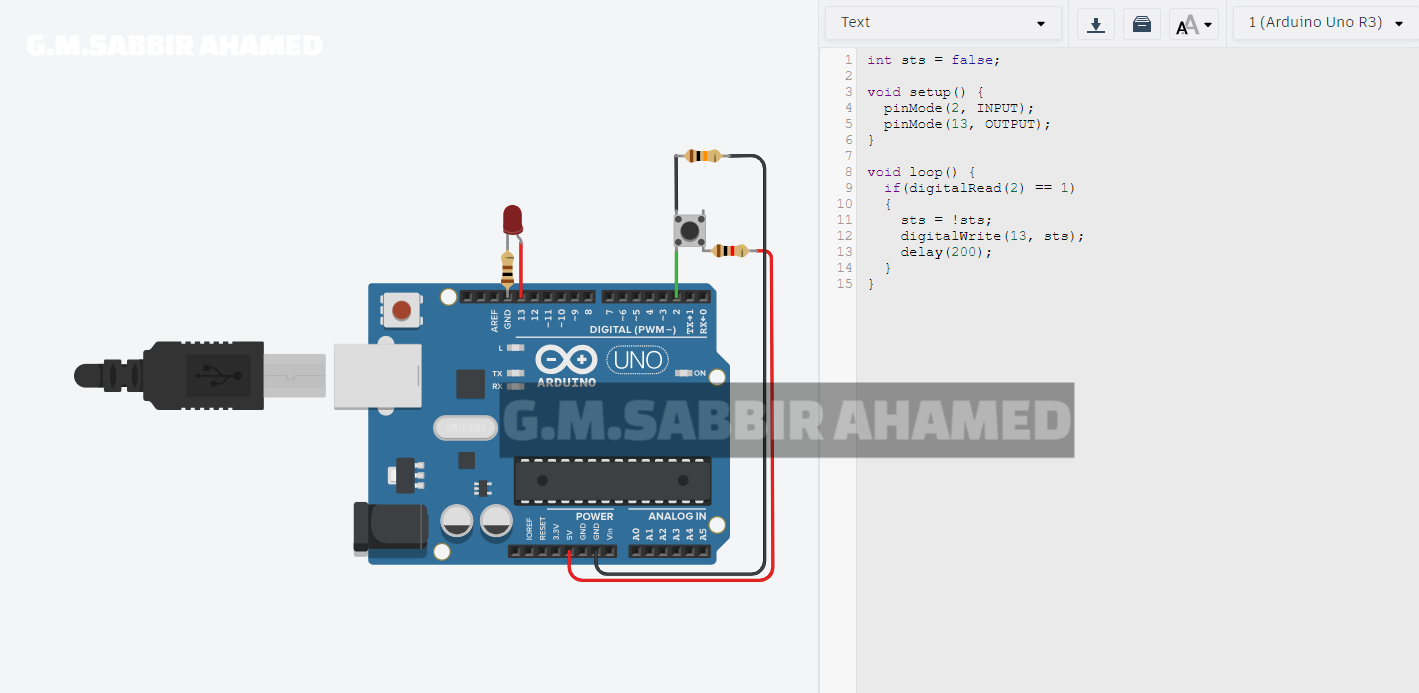 G.M.SABBIR AHAMED
Text
1 (Arduino Uno R3)
1 int sts = false;
2
3 void setup() {
4 pinMode(2, INPUT);
5 pinMode(13, OUTPUT);
6 }
7
8 void loop() {
9 if(digitalRead(2) == 1)
10 {
11 sts = !sts;
12 digitalWrite(13, sts);
13 delay(200);
14 }
15 }
AREF GND 13 12 ~11 ~10 ~9 8 7 ~6 ~5 4 ~3 2 TX→1 RX←0
DIGITAL (PWM~)
L
UNO
TX
RX
ON
ARDUINO
G.M.SABBIR AHAMED
POWER
ANALOG IN
IOREF RESET 3.3V 5V GND GND Vin A0 A1 A2 A3 A4 A5